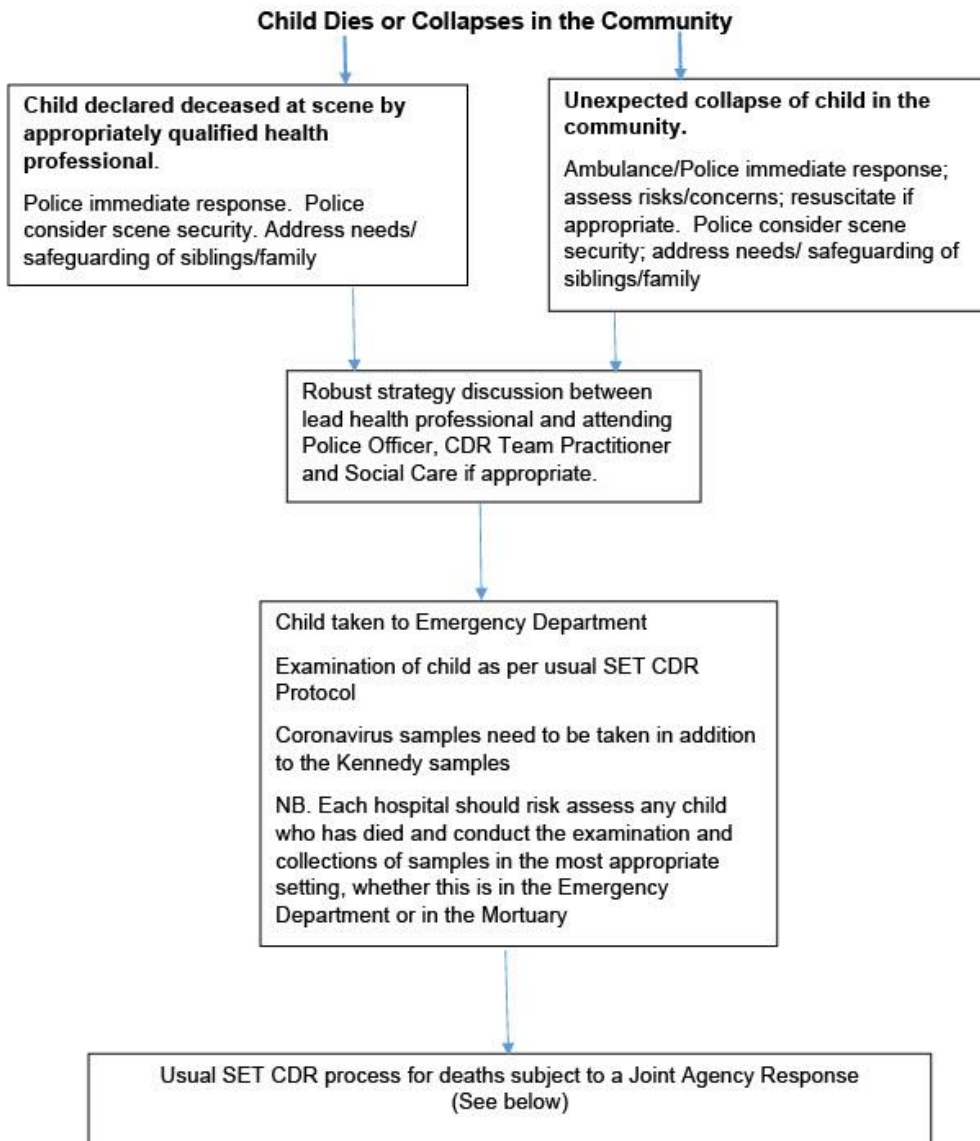 Child Dies or Collapses in the Community
Child declared deceased at scene by
appropriately qualified health
professional.
Police immediate response.  Police
consider scene security. Address needs/
safeguarding of siblings/family
Unexpected collapse of child in the
community.
Ambulance/Police immediate response;
assess risks/concerns; resuscitate if
appropriate.  Police consider scene
security; address needs/ safeguarding of
siblings/family
Robust strategy discussion between
lead health professional and attending
Police Officer, CDR Team Practitioner
and Social Care if appropriate.
Child taken to Emergency Department
Examination of child as per usual SET CDR
Protocol
Coronavirus samples need to be taken in addition
to the Kennedy samples
NB. Each hospital should risk assess any child
who has died and conduct the examination and
collections of samples in the most appropriate
setting, whether this is in the Emergency
Department or in the Mortuary
Usual SET CDR process for deaths subject to a Joint Agency Response
(See below)